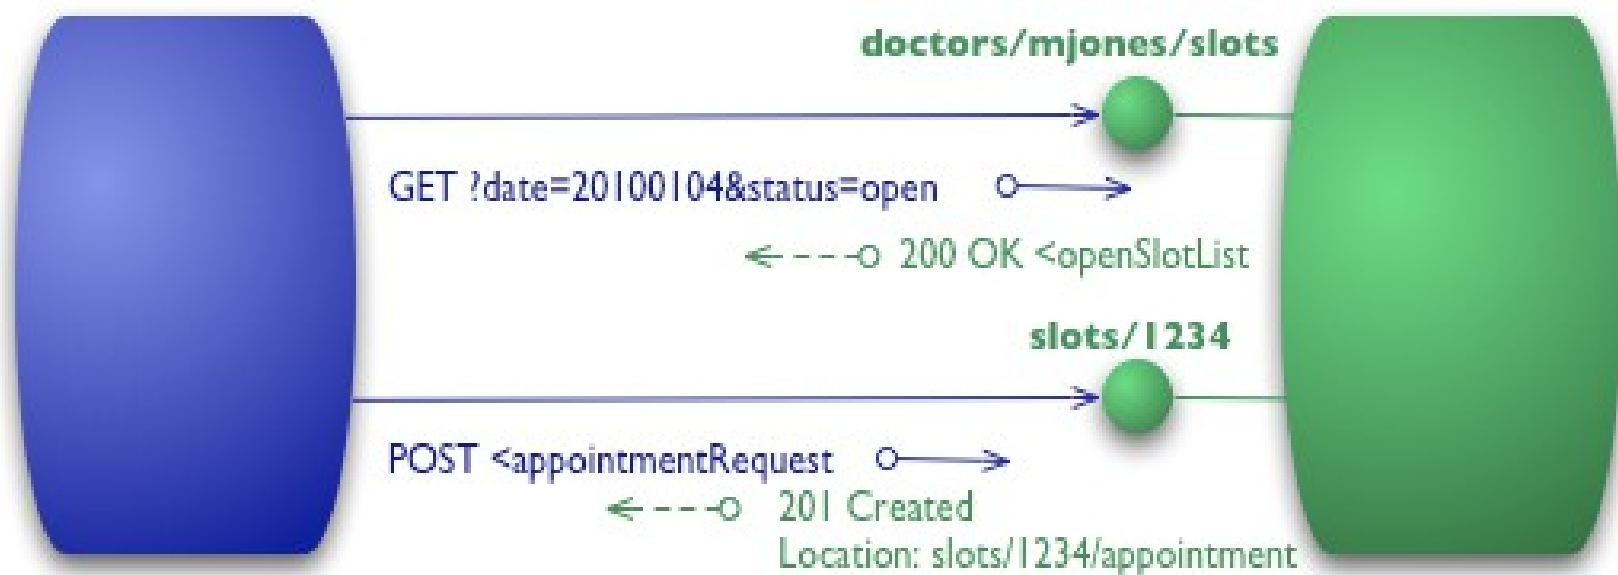 doctors/mjones/slots
GET ?date=20100104&status=open
200 OK <openSlotList
slots/1234
POST <appointmentRequest
201 Created
Location: slots/1234/appointment